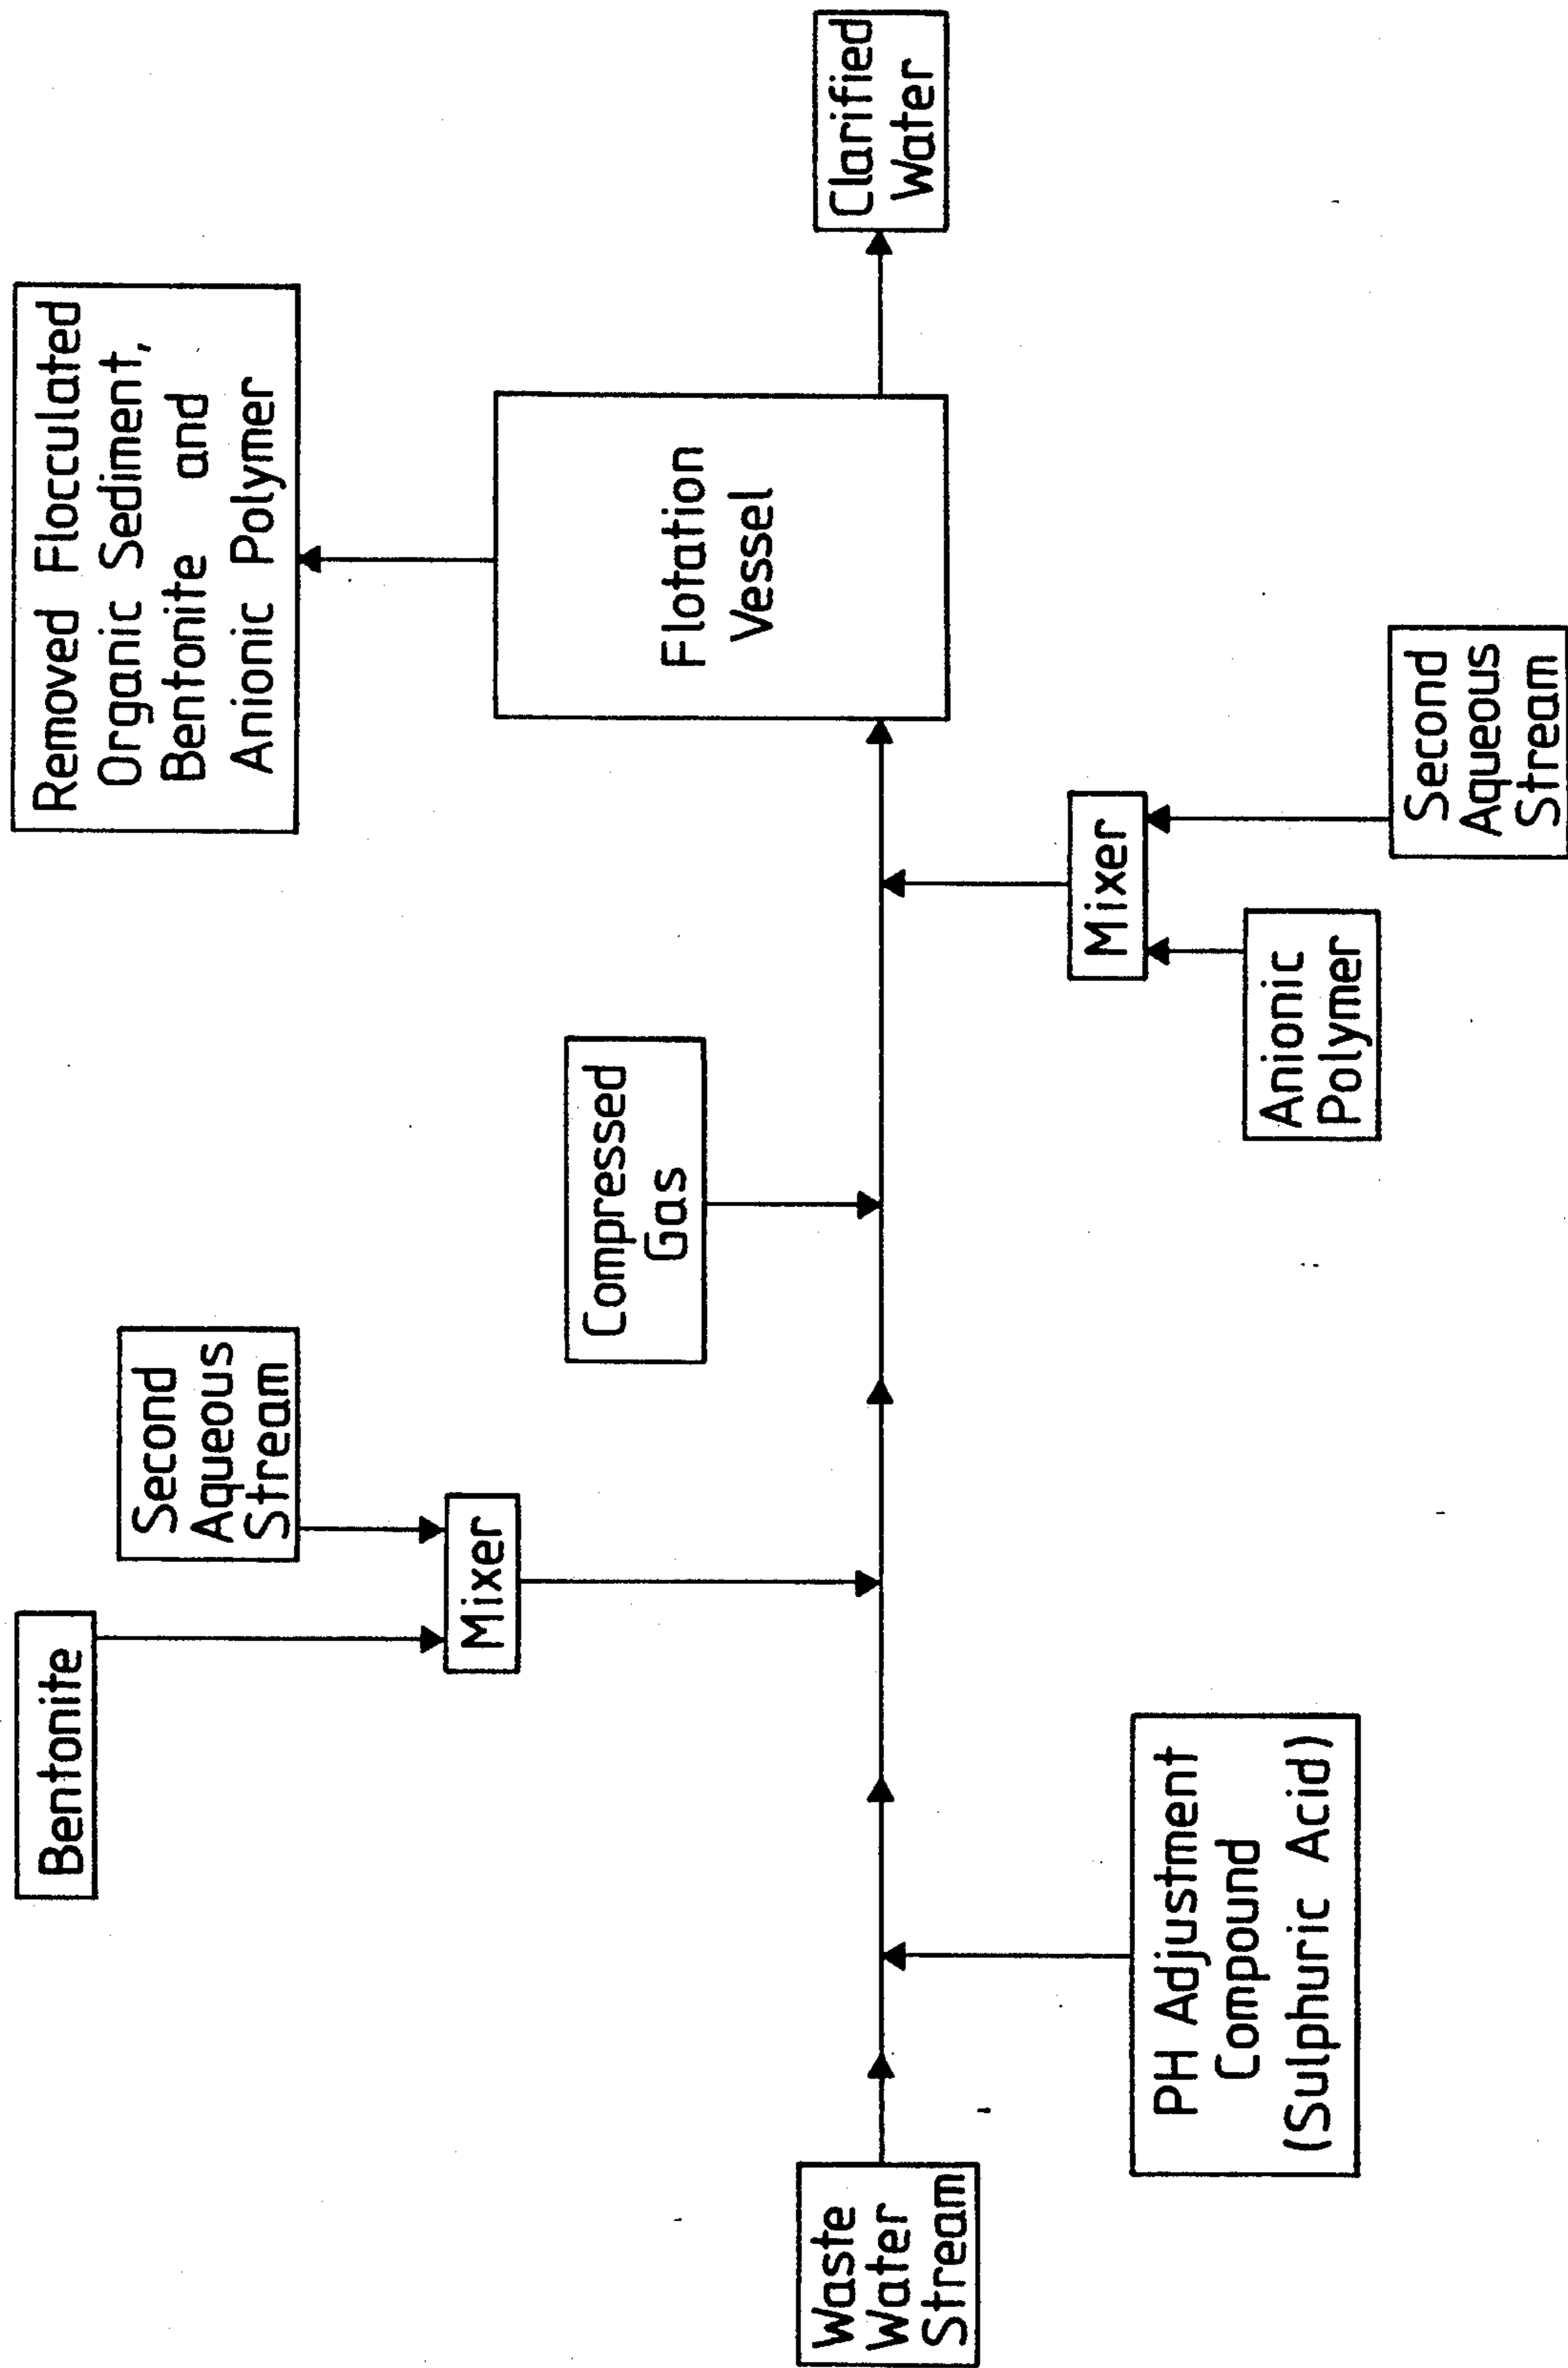 Bentonite
Second
Aqueous
Stream
Mixer
Compressed
Gas
Removed Flocculated
Organic Sediment,
Bentonite and
Anionic Polymer
Flotation
Vessel
Clarified
Water
Waste
Water
Stream
PH Adjustment
Compound
(Sulphuric Acid)
Anionic
Polymer
Mixer
Second
Aqueous
Stream